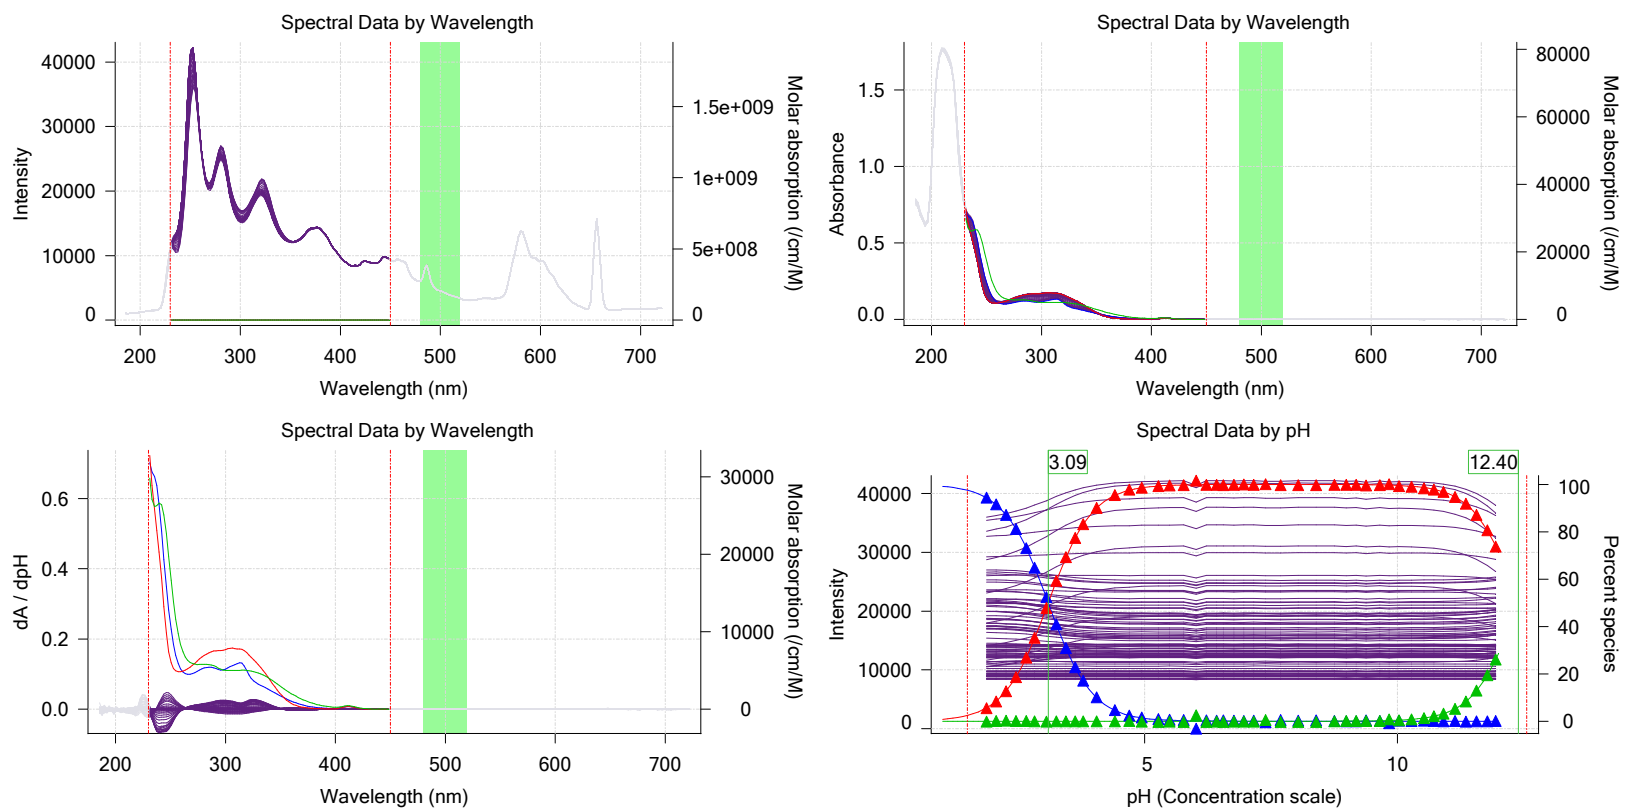 Spectral Data by Wavelength
Intensity
40000
30000
20000
10000
0
1.5e+009
1e+009
5e+008
0
Molar absorption (/cm/M)
200 300 400 500 600 700
Wavelength (nm)
Spectral Data by Wavelength
Absorbance
1.5
1.0
0.5
0.0
80000
60000
40000
20000
0
Molar absorption (/cm/M)
200 300 400 500 600 700
Wavelength (nm)
Spectral Data by Wavelength
dA / dpH
0.6
0.4
0.2
0.0
30000
20000
10000
0
Molar absorption (/cm/M)
200 300 400 500 600 700
Wavelength (nm)
Spectral Data by pH
3.09
12.40
Intensity
40000
30000
20000
10000
0
100
80
60
40
20
0
Percent species
5 10
pH (Concentration scale)